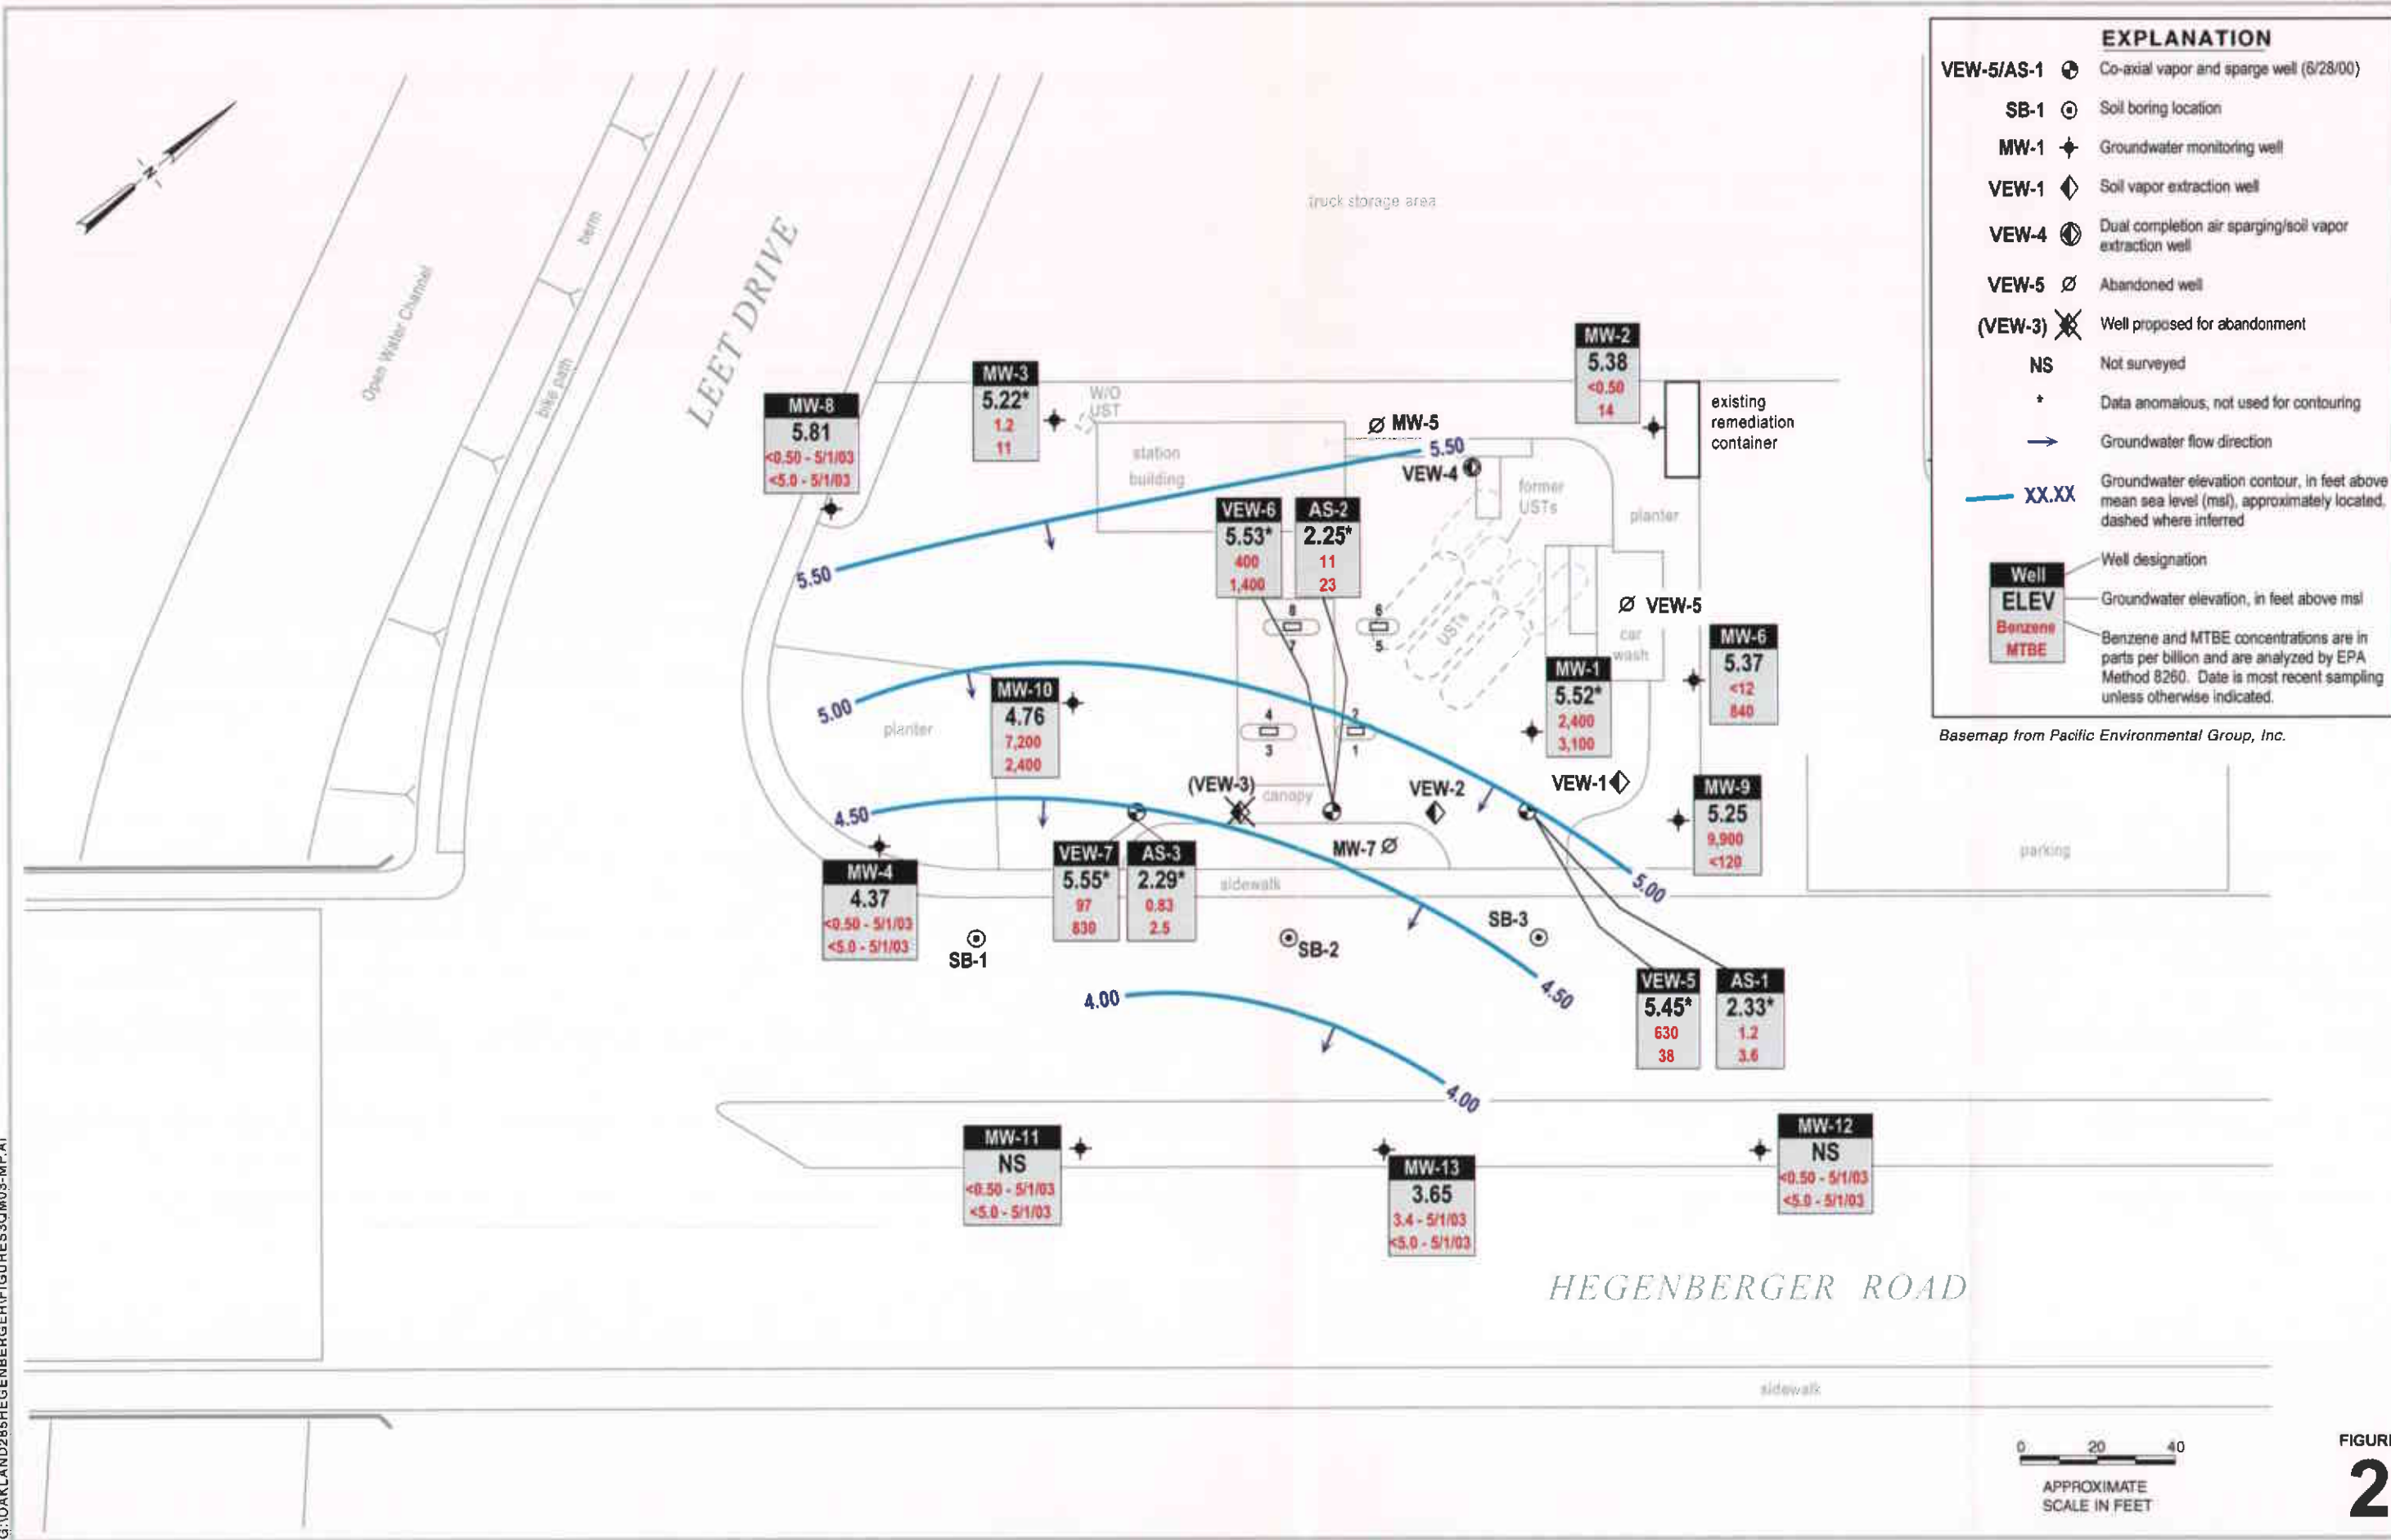 EXPLANATION
VEW-5/AS-1 Co-axial vapor and sparge well (6/28/00)
SB-1 Soil boring location
MW-1 Groundwater monitoring well
VEW-1 Soil vapor extraction well
VEW-4 Dual completion air sparging/soil vapor
extraction well
VEW-5 Abandoned well
(VEW-3) Well proposed for abandonment
NS Not surveyed
* Data anomalous, not used for contouring
Groundwater flow direction
XX.XX Groundwater elevation contour, in feet above
mean sea level (msl), approximately located,
dashed where inferred
Well
ELEV
Benzene
MTBE
Well designation
Groundwater elevation, in feet above msl
Benzene and MTBE concentrations are in
parts per billion and are analyzed by EPA
Method 8260. Date is most recent sampling
unless otherwise indicated.
Basemap from Pacific Environmental Group, Inc.
N
Open Water Channel
berm
bike path
LEET DRIVE
truck storage area
MW-8
5.81
<0.50 - 5/1/03
<5.0 - 5/1/03
MW-3
5.22*
1.2
11
W/O
UST
station
building
MW-5
5.50
VEW-4
MW-2
5.38
<0.50
14
existing
remediation
container
former
USTs
planter
VEW-6
5.53*
400
1,400
AS-2
2.25*
11
23
5.50
8
7
6
5
USTs
VEW-5
car
wash
MW-6
5.37
<12
840
MW-1
5.52*
2,400
3,100
5.00
planter
MW-10
4.76
7,200
2,400
4
3
2
1
(VEW-3)
canopy
VEW-2
VEW-1
MW-9
5.25
9,900
<120
parking
4.50
MW-7
MW-4
4.37
<0.50 - 5/1/03
<5.0 - 5/1/03
VEW-7
5.55*
97
830
AS-3
2.29*
0.83
2.5
sidewalk
5.00
SB-1
SB-2
SB-3
4.50
VEW-5
5.45*
630
38
AS-1
2.33*
1.2
3.6
4.00
4.00
MW-11
NS
<0.50 - 5/1/03
<5.0 - 5/1/03
MW-13
3.65
3.4 - 5/1/03
<5.0 - 5/1/03
MW-12
NS
<0.50 - 5/1/03
<5.0 - 5/1/03
HEGENBERGER ROAD
sidewalk
0 20 40
APPROXIMATE
SCALE IN FEET
FIGURE
2